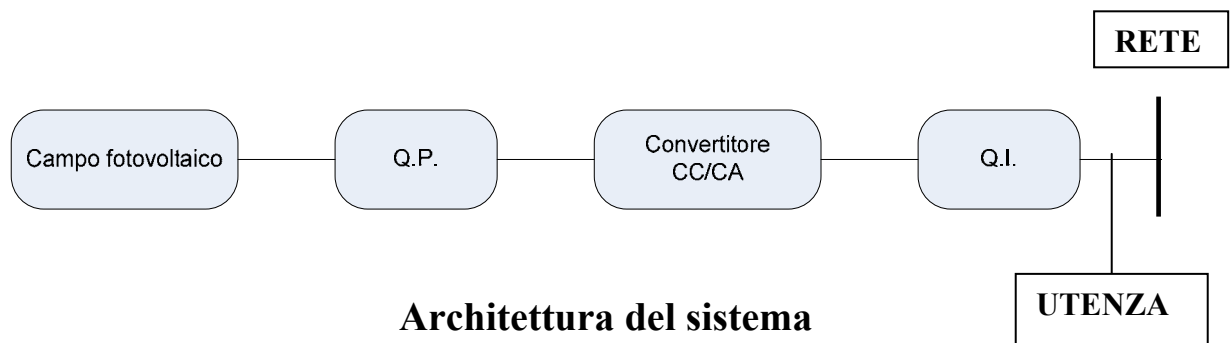 RETE
Campo fotovoltaico
Q.P.
Convertitore
CC/CA
Q.I.
Architettura del sistema
UTENZA